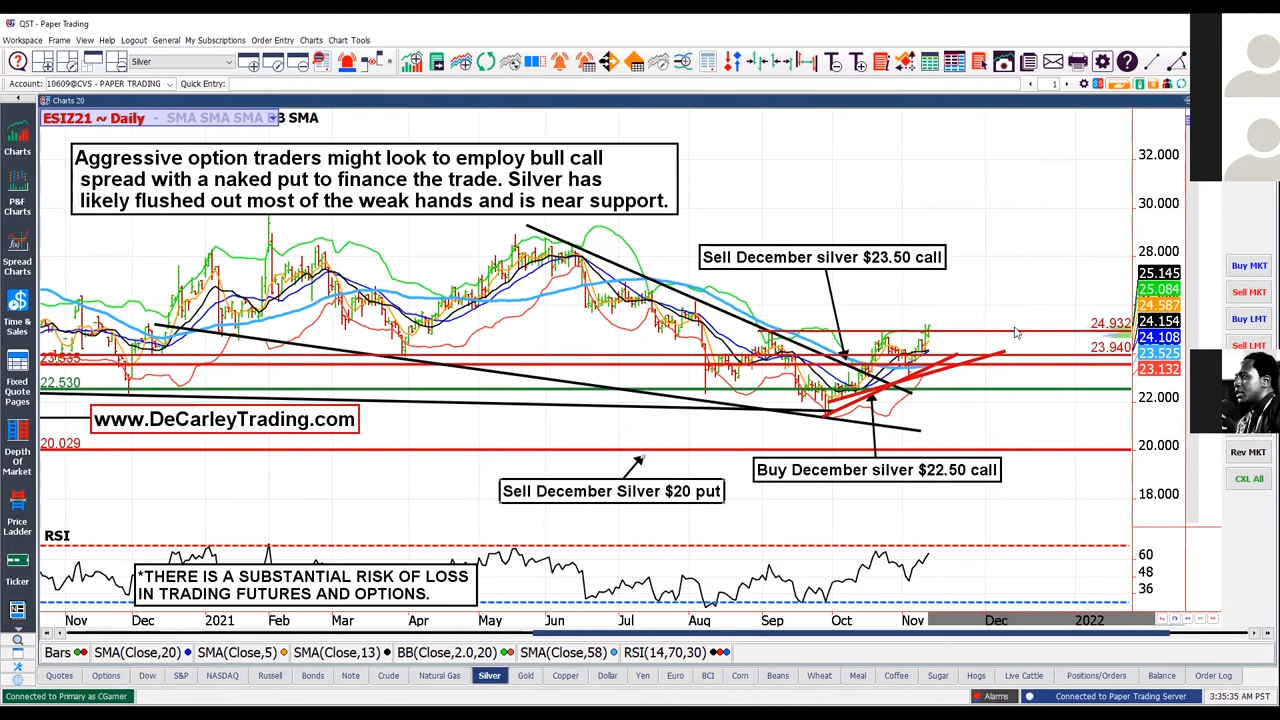 QST - Paper Trading
Workspace Frame View Help Logout General My Subscriptions Order Entry Charts Chart Tools
Silver
Account: 10609@CVS - PAPER TRADING Quick Entry: 1
Charts 20
ESIZ21 ~ Daily - SMA SMA SMA BB SMA
Aggressive option traders might look to employ bull call
spread with a naked put to finance the trade. Silver has
likely flushed out most of the weak hands and is near support.
Sell December silver $23.50 call
32.000
30.000
28.000
25.145
25.084
24.587
24.932
24.154
24.108
23.940
23.525
23.535
23.132
22.530
22.000
www.DeCarleyTrading.com
20.029
20.000
Buy December silver $22.50 call
Sell December Silver $20 put
18.000
RSI
60
48
36
*THERE IS A SUBSTANTIAL RISK OF LOSS
IN TRADING FUTURES AND OPTIONS.
Nov Dec 2021 Feb Mar Apr May Jun Jul Aug Sep Oct Nov Dec 2022
Bars SMA(Close,20) SMA(Close,5) SMA(Close,13) BB(Close,2.0,20) SMA(Close,58) RSI(14,70,30)
Quotes Options Dow S&P NASDAQ Russell Bonds Note Crude Natural Gas Silver Gold Copper Dollar Yen Euro BCI Corn Beans Wheat Meal Coffee Sugar Hogs Live Cattle Positions/Orders Balance Order Log
Connected to Primary as CGarner Alarms Connected to Paper Trading Server 3:35:35 AM PST
Charts
P&F
Charts
Spread
Charts
Time &
Sales
Fixed
Quote
Pages
Depth
Of
Market
Price
Ladder
Ticker
Buy MKT
Sell MKT
Buy LMT
Sell LMT
Rev MKT
CXL All